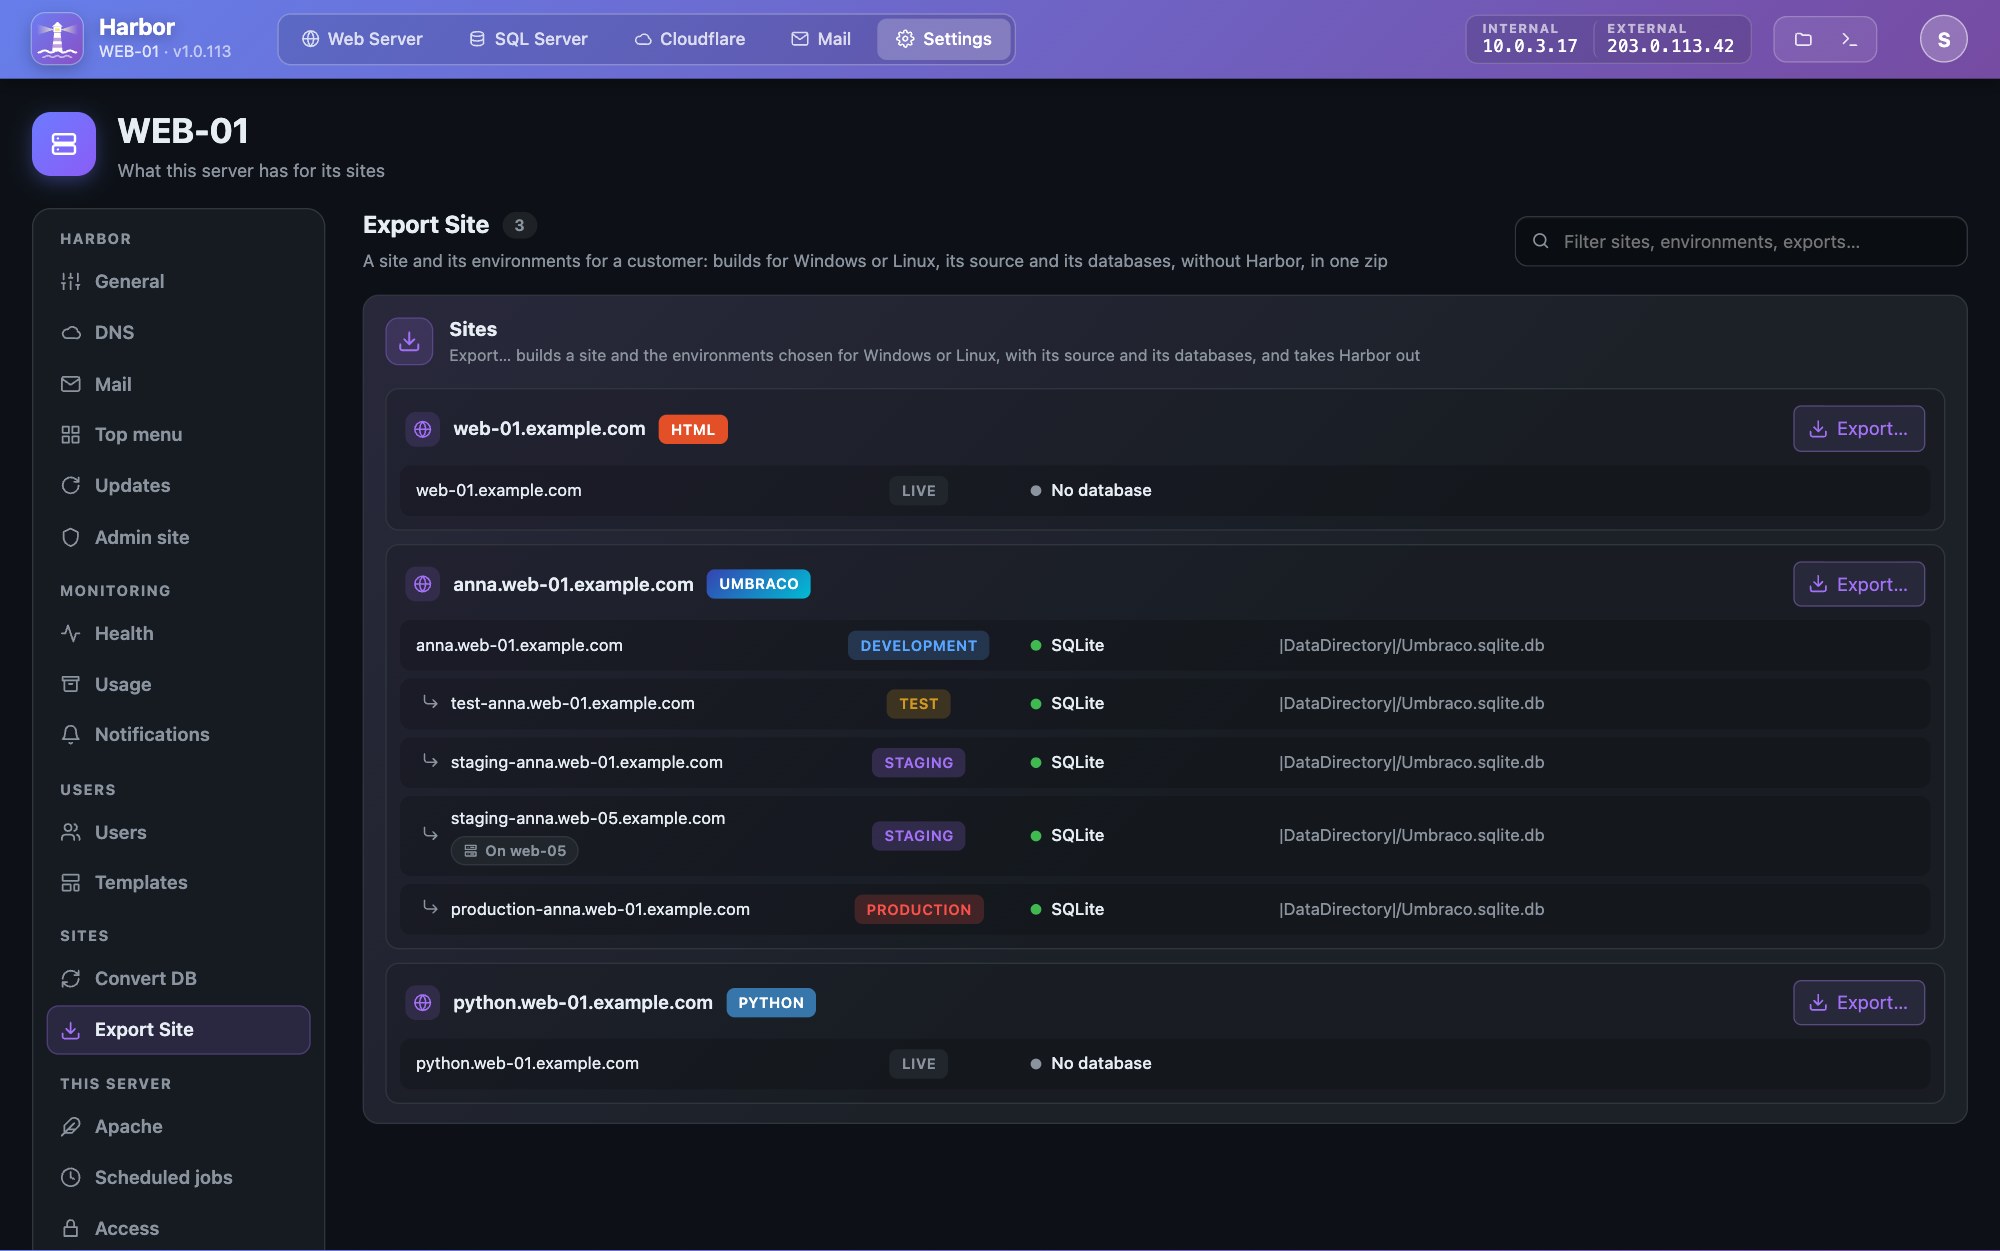 Harbor
WEB-01 · v1.0.113
Web Server
SQL Server
Cloudflare
Mail
Settings
INTERNAL
10.0.3.17
EXTERNAL
203.0.113.42
S
WEB-01
What this server has for its sites
HARBOR
General
DNS
Mail
Top menu
Updates
Admin site
MONITORING
Health
Usage
Notifications
USERS
Users
Templates
SITES
Convert DB
Export Site
THIS SERVER
Apache
Scheduled jobs
Access
Export Site 3
A site and its environments for a customer: builds for Windows or Linux, its source and its databases, without Harbor, in one zip
Filter sites, environments, exports...
Sites
Export... builds a site and the environments chosen for Windows or Linux, with its source and its databases, and takes Harbor out
web-01.example.com HTML Export...
web-01.example.com LIVE No database
anna.web-01.example.com UMBRACO Export...
anna.web-01.example.com DEVELOPMENT SQLite |DataDirectory|/Umbraco.sqlite.db
test-anna.web-01.example.com TEST SQLite |DataDirectory|/Umbraco.sqlite.db
staging-anna.web-01.example.com STAGING SQLite |DataDirectory|/Umbraco.sqlite.db
staging-anna.web-05.example.com STAGING SQLite |DataDirectory|/Umbraco.sqlite.db
On web-05
production-anna.web-01.example.com PRODUCTION SQLite |DataDirectory|/Umbraco.sqlite.db
python.web-01.example.com PYTHON Export...
python.web-01.example.com LIVE No database